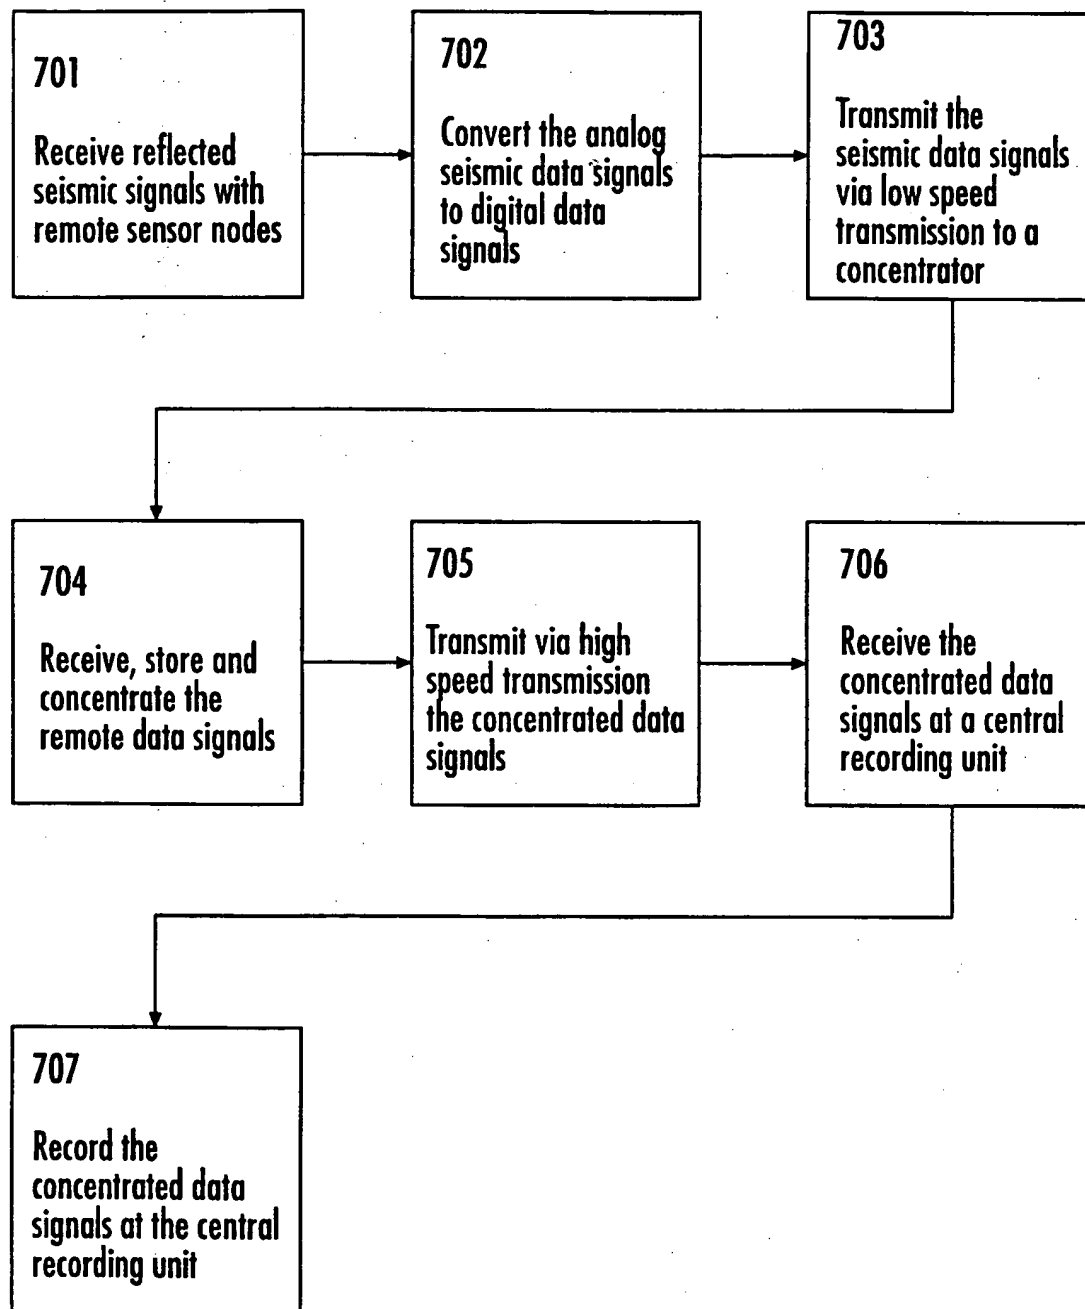 701
Receive reflected
seismic signals with
remote sensor nodes
702
Convert the analog
seismic data signals
to digital data
signals
703
Transmit the
seismic data signals
via low speed
transmission to a
concentrator
704
Receive, store and
concentrate the
remote data signals
705
Transmit via high
speed transmission
the concentrated data
signals
706
Receive the
concentrated data
signals at a central
recording unit
707
Record the
concentrated data
signals at the central
recording unit